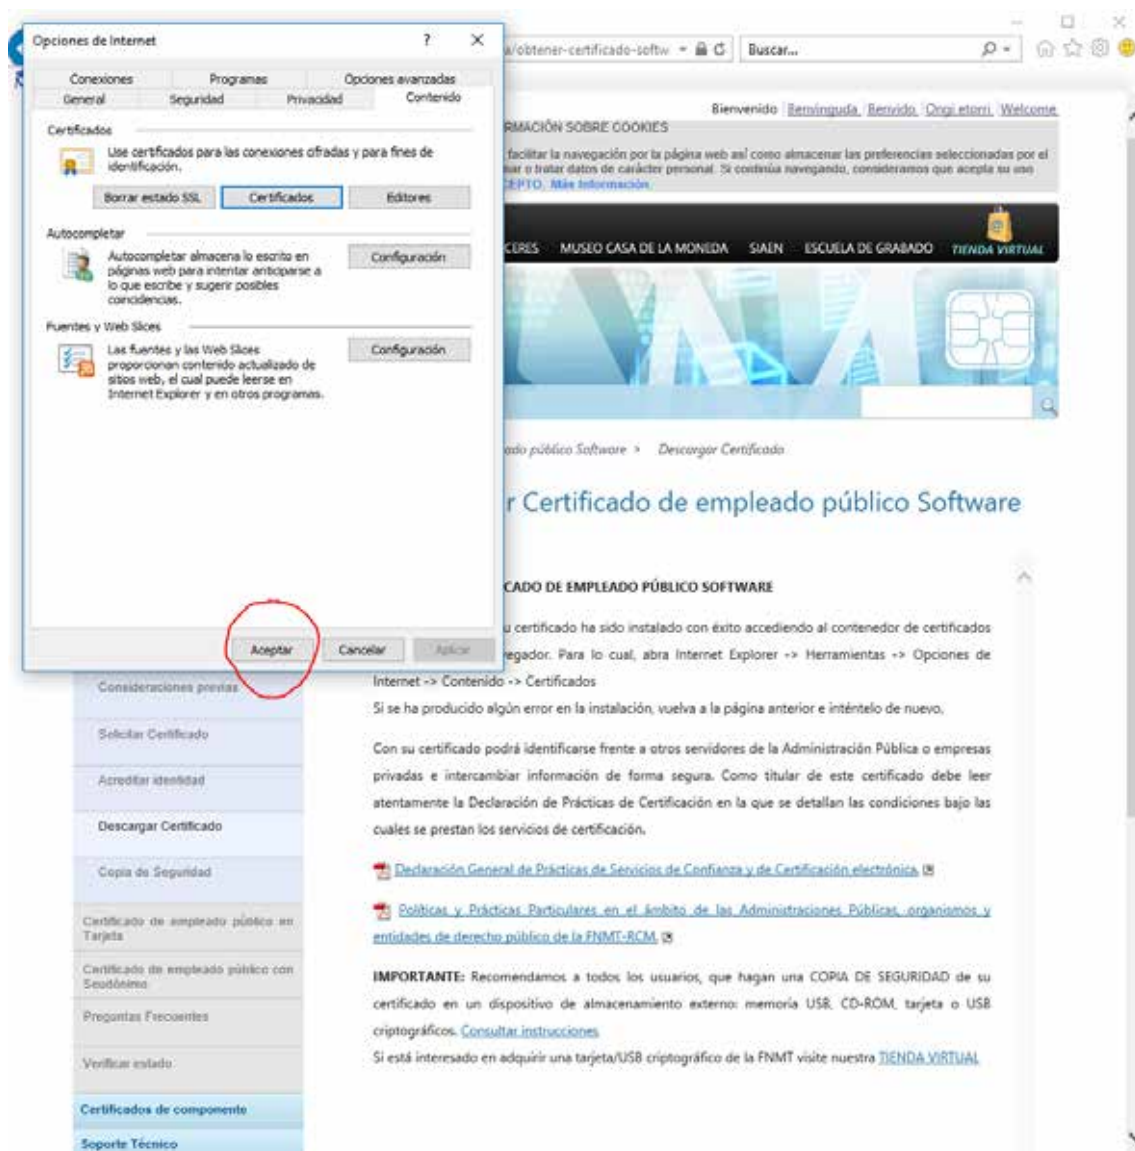 Opciones de Internet ? X
Conexiones Programas Opciones avanzadas
General Seguridad Privacidad Contenido
Certificados
Use certificados para las conexiones cifradas y para fines de
identificación.
Borrar estado SSL Certificados Editores
Autocompletar
Autocompletar almacena lo escrito en
páginas web para intentar anticiparse a
lo que escribe y sugerir posibles
coincidencias.
Configuración
Fuentes y Web Slices
Las fuentes y las Web Slices
proporcionan contenido actualizado de
sitios web, el cual puede leerse en
Internet Explorer y en otros programas.
Configuración
Aceptar Cancelar Aplicar
a/obtener-certificado-softw
Buscar...
Bienvenido Benvinguda Benvido Ongi etorri Welcome
RMACIÓN SOBRE COOKIES
facilitar la navegación por la página web así como almacenar las preferencias seleccionadas por el
nar o tratar datos de carácter personal. Si continúa navegando, consideramos que acepta su uso
CEPTO. Más Información.
CERES MUSEO CASA DE LA MONEDA SIAEN ESCUELA DE GRABADO TIENDA VIRTUAL
ado público Software > Descargar Certificado
r Certificado de empleado público Software
CADO DE EMPLEADO PÚBLICO SOFTWARE
u certificado ha sido instalado con éxito accediendo al contenedor de certificados
vegador. Para lo cual, abra Internet Explorer -> Herramientas -> Opciones de
Internet -> Contenido -> Certificados
Si se ha producido algún error en la instalación, vuelva a la página anterior e inténtelo de nuevo.
Con su certificado podrá identificarse frente a otros servidores de la Administración Pública o empresas
privadas e intercambiar información de forma segura. Como titular de este certificado debe leer
atentamente la Declaración de Prácticas de Certificación en la que se detallan las condiciones bajo las
cuales se prestan los servicios de certificación.
Declaración General de Prácticas de Servicios de Confianza y de Certificación electrónica.
Políticas y Prácticas Particulares en el ámbito de las Administraciones Públicas, organismos y
entidades de derecho público de la FNMT-RCM.
IMPORTANTE: Recomendamos a todos los usuarios, que hagan una COPIA DE SEGURIDAD de su
certificado en un dispositivo de almacenamiento externo: memoria USB, CD-ROM, tarjeta o USB
criptográficos. Consultar instrucciones
Si está interesado en adquirir una tarjeta/USB criptográfico de la FNMT visite nuestra TIENDA VIRTUAL
Consideraciones previas
Solicitar Certificado
Acreditar identidad
Descargar Certificado
Copia de Seguridad
Certificado de empleado público en
Tarjeta
Certificado de empleado público con
Seudónimo
Preguntas Frecuentes
Verificar estado
Certificados de componente
Soporte Técnico